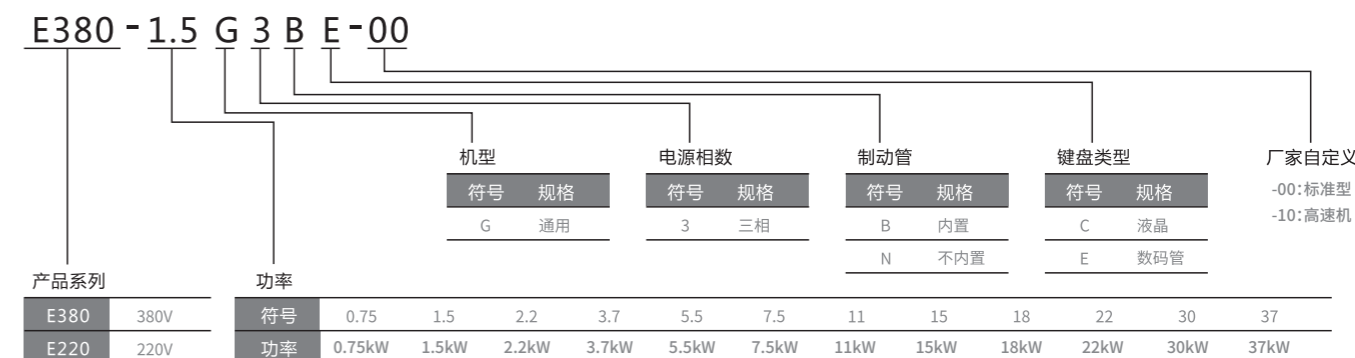 E380-1.5 G 3 B E-00
机型 电源相数 制动管 键盘类型 厂家自定义
符号 规格 符号 规格 符号 规格 符号 规格 -00:标准型
G 通用 3 三相 B 内置 C 液晶 -10:高速机
N 不内置 E 数码管
产品系列 功率
E380 380V 符号 0.75 1.5 2.2 3.7 5.5 7.5 11 15 18 22 30 37
E220 220V 功率 0.75kW 1.5kW 2.2kW 3.7kW 5.5kW 7.5kW 11kW 15kW 18kW 22kW 30kW 37kW